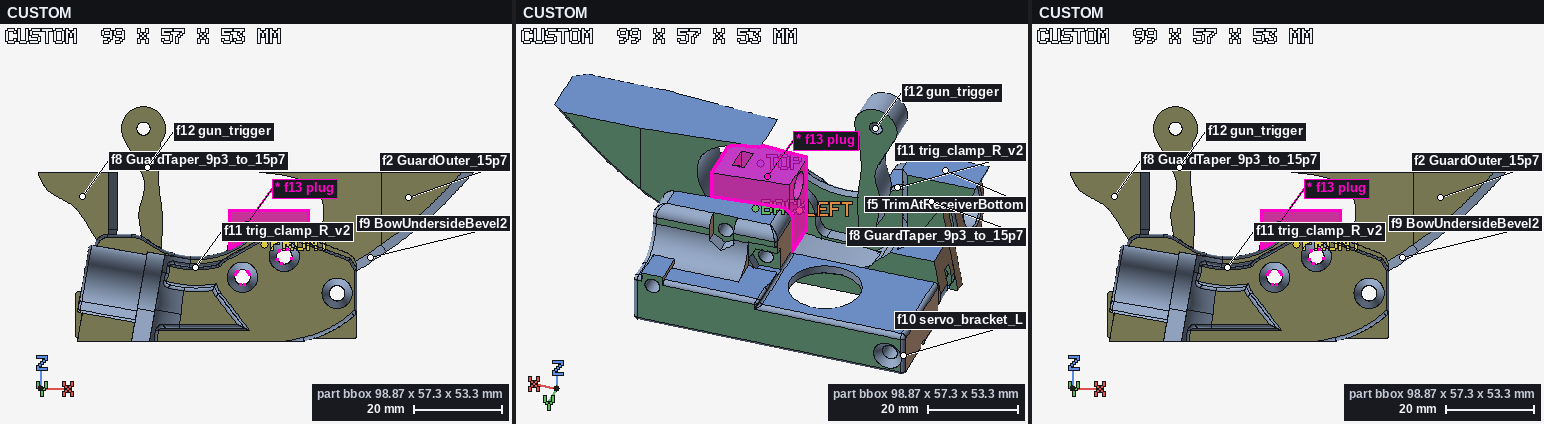 CUSTOM
CUSTOM 99 X 57 X 53 MM
f12 gun_trigger
f8 GuardTaper_9p3_to_15p7
f2 GuardOuter_15p7
* f13 plug
f9 BowUndersideBevel2
f11 trig_clamp_R_v2
FRONT
Z
Y X
part bbox 98.87 x 57.3 x 53.3 mm
20 mm
CUSTOM
CUSTOM 99 X 57 X 53 MM
f12 gun_trigger
* f13 plug
f11 trig_clamp_R_v2
TOP
f5 TrimAtReceiverBottom
BACK LEFT
f8 GuardTaper_9p3_to_15p7
f10 servo_bracket_L
Z
X
Y
part bbox 98.87 x 57.3 x 53.3 mm
20 mm
CUSTOM
CUSTOM 99 X 57 X 53 MM
f12 gun_trigger
f8 GuardTaper_9p3_to_15p7
f2 GuardOuter_15p7
* f13 plug
f9 BowUndersideBevel2
f11 trig_clamp_R_v2
FRONT
Z
Y X
part bbox 98.87 x 57.3 x 53.3 mm
20 mm